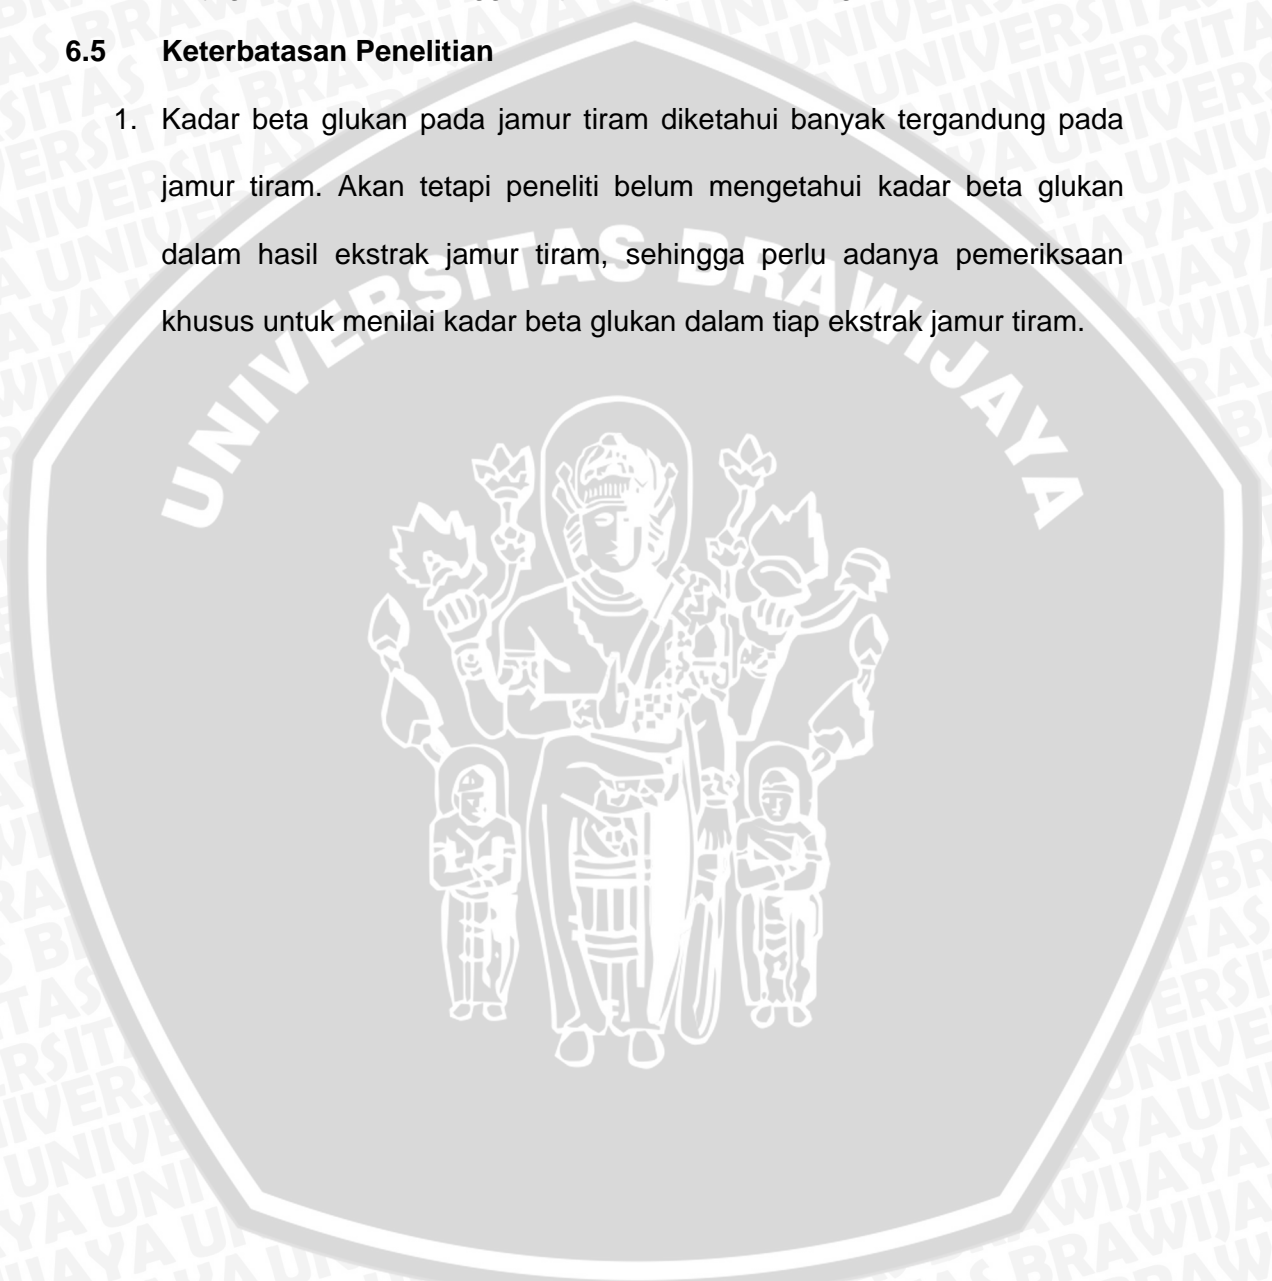 6.5 Keterbatasan Penelitian
1. Kadar beta glukan pada jamur tiram diketahui banyak tergandung pada
jamur tiram. Akan tetapi peneliti belum mengetahui kadar beta glukan
dalam hasil ekstrak jamur tiram, sehingga perlu adanya pemeriksaan
khusus untuk menilai kadar beta glukan dalam tiap ekstrak jamur tiram.
UNIVERSITAS BRAWIJAYA